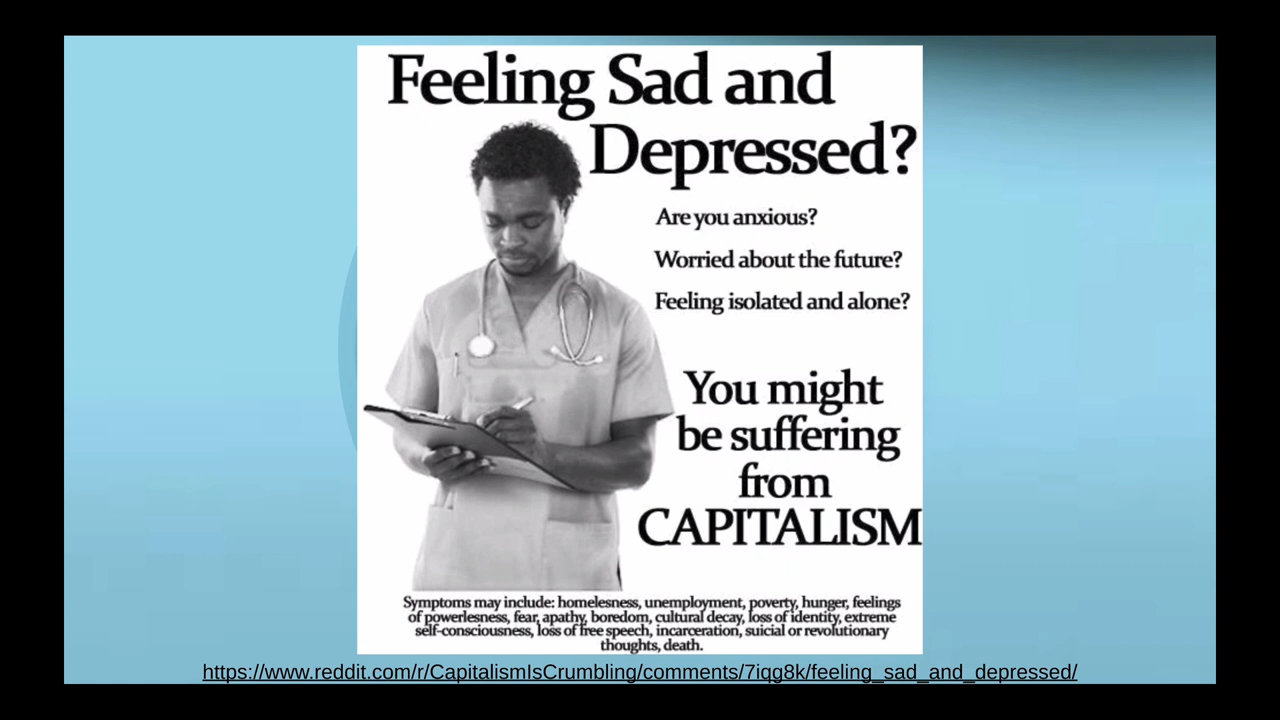 Feeling Sad and
Depressed?
Are you anxious?
Worried about the future?
Feeling isolated and alone?
You might
be suffering
from
CAPITALISM
Symptoms may include: homelesness, unemployment, poverty, hunger, feelings
of powerlesness, fear, apathy, boredom, cultural decay, loss of identity, extreme
self-consciousness, loss of free speech, incarceration, suicial or revolutionary
thoughts, death.
https://www.reddit.com/r/CapitalismIsCrumbling/comments/7iqg8k/feeling_sad_and_depressed/